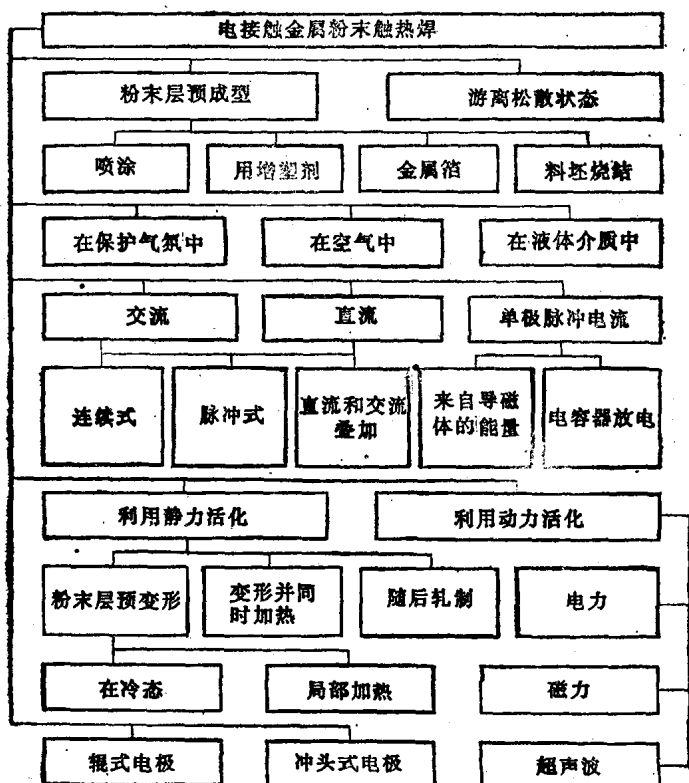 电接触金属粉末触热焊
粉末层预成型
游离松散状态
喷涂
用增塑剂
金属箔
料坯烧结
在保护气氛中
在空气中
在液体介质中
交流
直流
单极脉冲电流
连续式
脉冲式
直流和交流
叠加
来自导磁
体的能量
电容器放电
利用静力活化
利用动力活化
粉末层预变形
变形并同
时加热
随后轧制
电力
在冷态
局部加热
磁力
辊式电极
冲头式电极
超声波